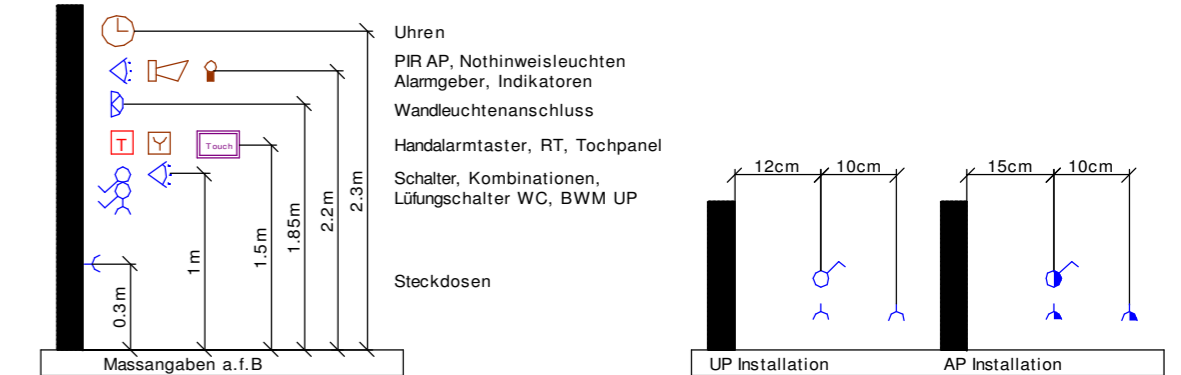 Uhren
PIR AP, Nothinweisleuchten
Alarmgeber, Indikatoren
Wandleuchtenanschluss
T
Touch
Handalarmtaster, RT, Tochpanel
Schalter, Kombinationen,
Lüfungschalter WC, BWM UP
Steckdosen
0.3m
1m
1.5m
1.85m
2.2m
2.3m
Massangaben a.f.B
12cm
10cm
15cm
10cm
UP Installation
AP Installation